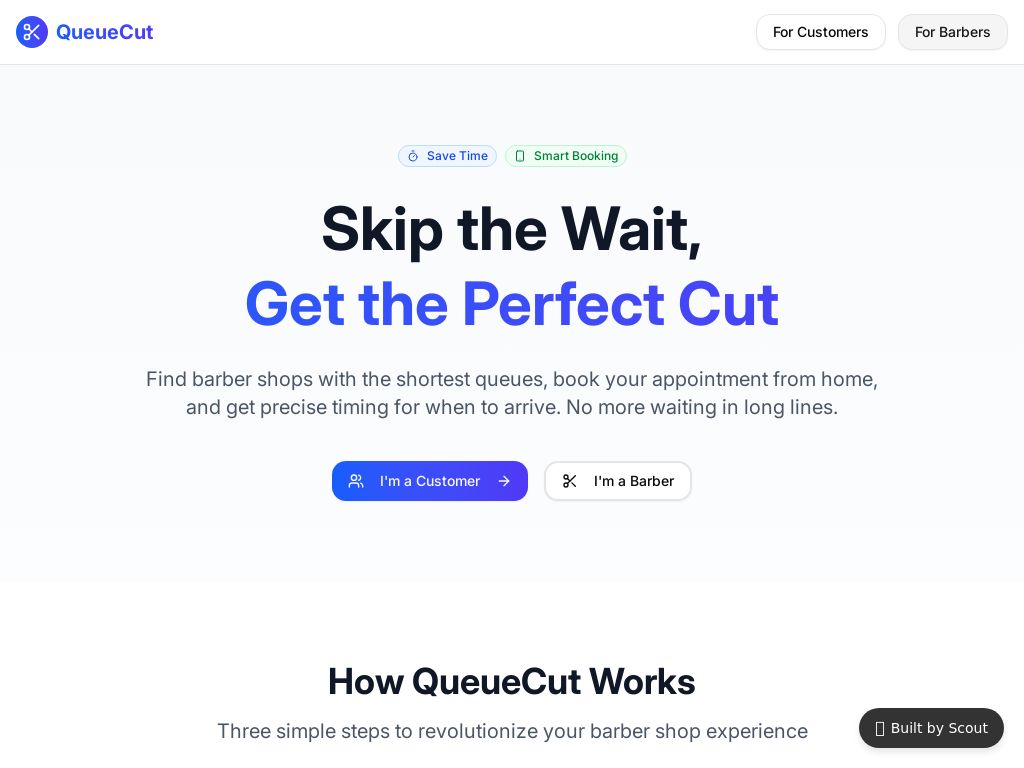 QueueCut
For Customers
For Barbers
Save Time
Smart Booking
Skip the Wait,
Get the Perfect Cut
Find barber shops with the shortest queues, book your appointment from home,
and get precise timing for when to arrive. No more waiting in long lines.
I'm a Customer
I'm a Barber
How QueueCut Works
Three simple steps to revolutionize your barber shop experience
Built by Scout